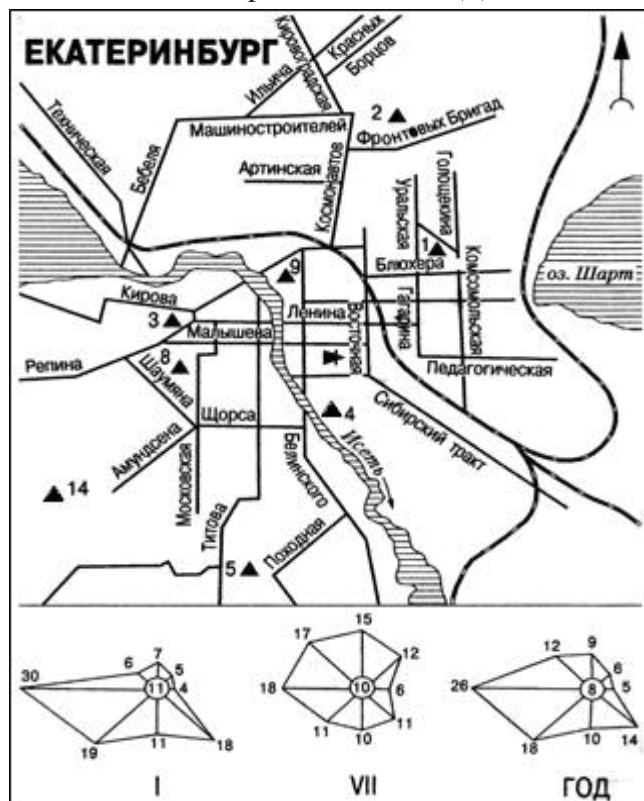 ЕКАТЕРИНБУРГ
Кировоградская
Красных
Борцов
Ильича
Техническая
Бебеля
Машиностроителей
2
Фронтовых Бригад
Артинская
Космонавтов
Уральская
Голощекина
1
Комсомольская
9
Блюхера
оз. Шарт
Кирова
Ленина
3
Малышева
Восточная
Гагарина
Репина
8
Шаумяна
Педагогическая
Щорса
4
Сибирский тракт
Амундсена
Исеть
14
Московская
Белинского
Титова
Походная
5
30
6
7
5
11
4
19
11
18
I
17
15
12
18
10
6
11
10
11
VII
26
12
9
6
8
5
18
10
14
ГОД